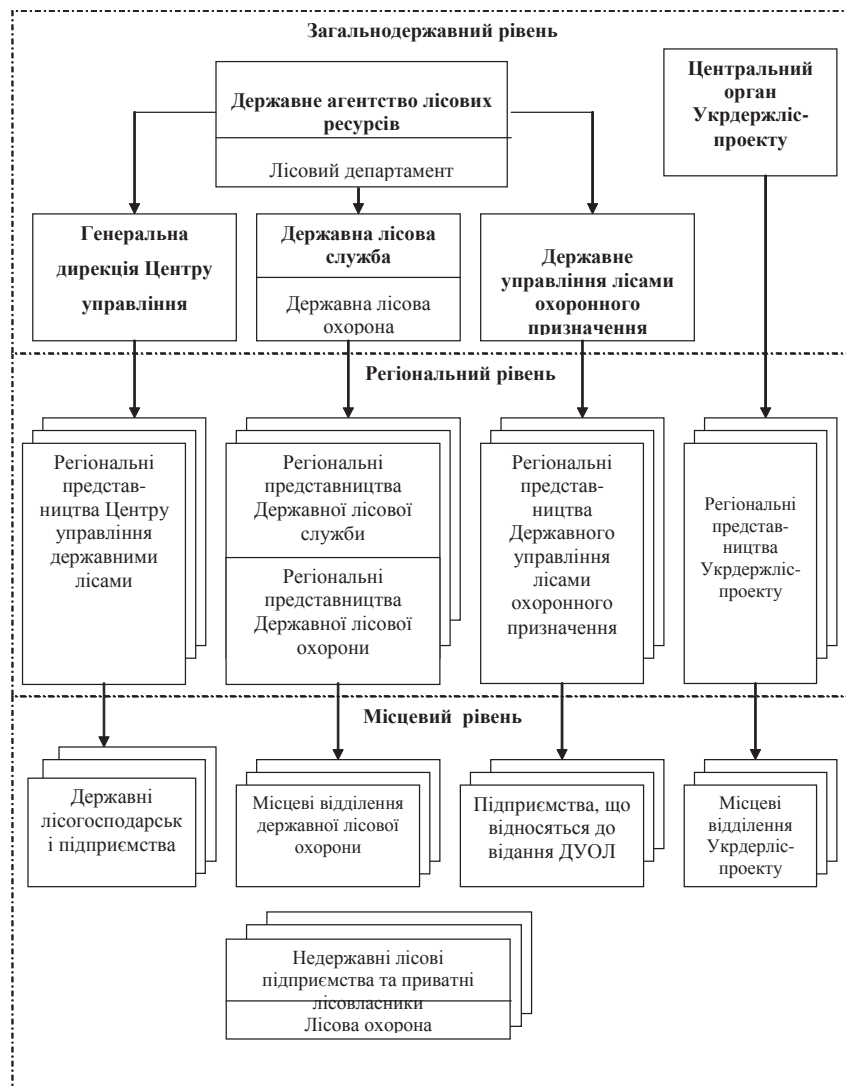 Загальнодержавний рівень
Державне агентство лісових
ресурсів
Лісовий департамент
Центральний
орган
Укрдержліс-
проекту
Генеральна
дирекція Центру
управління
Державна лісова
служба
Державна лісова
охорона
Державне
управління лісами
охоронного
призначення
Регіональний рівень
Регіональні
представ-
ництва Центру
управління
державними
лісами
Регіональні
представництва
Державної лісової
служби
Регіональні
представництва
Державної лісової
охорони
Регіональні
представ-
ництва
Державного
управління
лісами
охоронного
призначення
Регіональні
представ-
ництва
Укрдержліс-
проекту
Місцевий рівень
Державні
лісогосподарськ
і підприємства
Місцеві відділення
державної лісової
охорони
Підприємства, що
відносяться до
відання ДУОЛ
Місцеві
відділення
Укрдерліс-
проекту
Недержавні лісові
підприємства та приватні
лісовласники
Лісова охорона